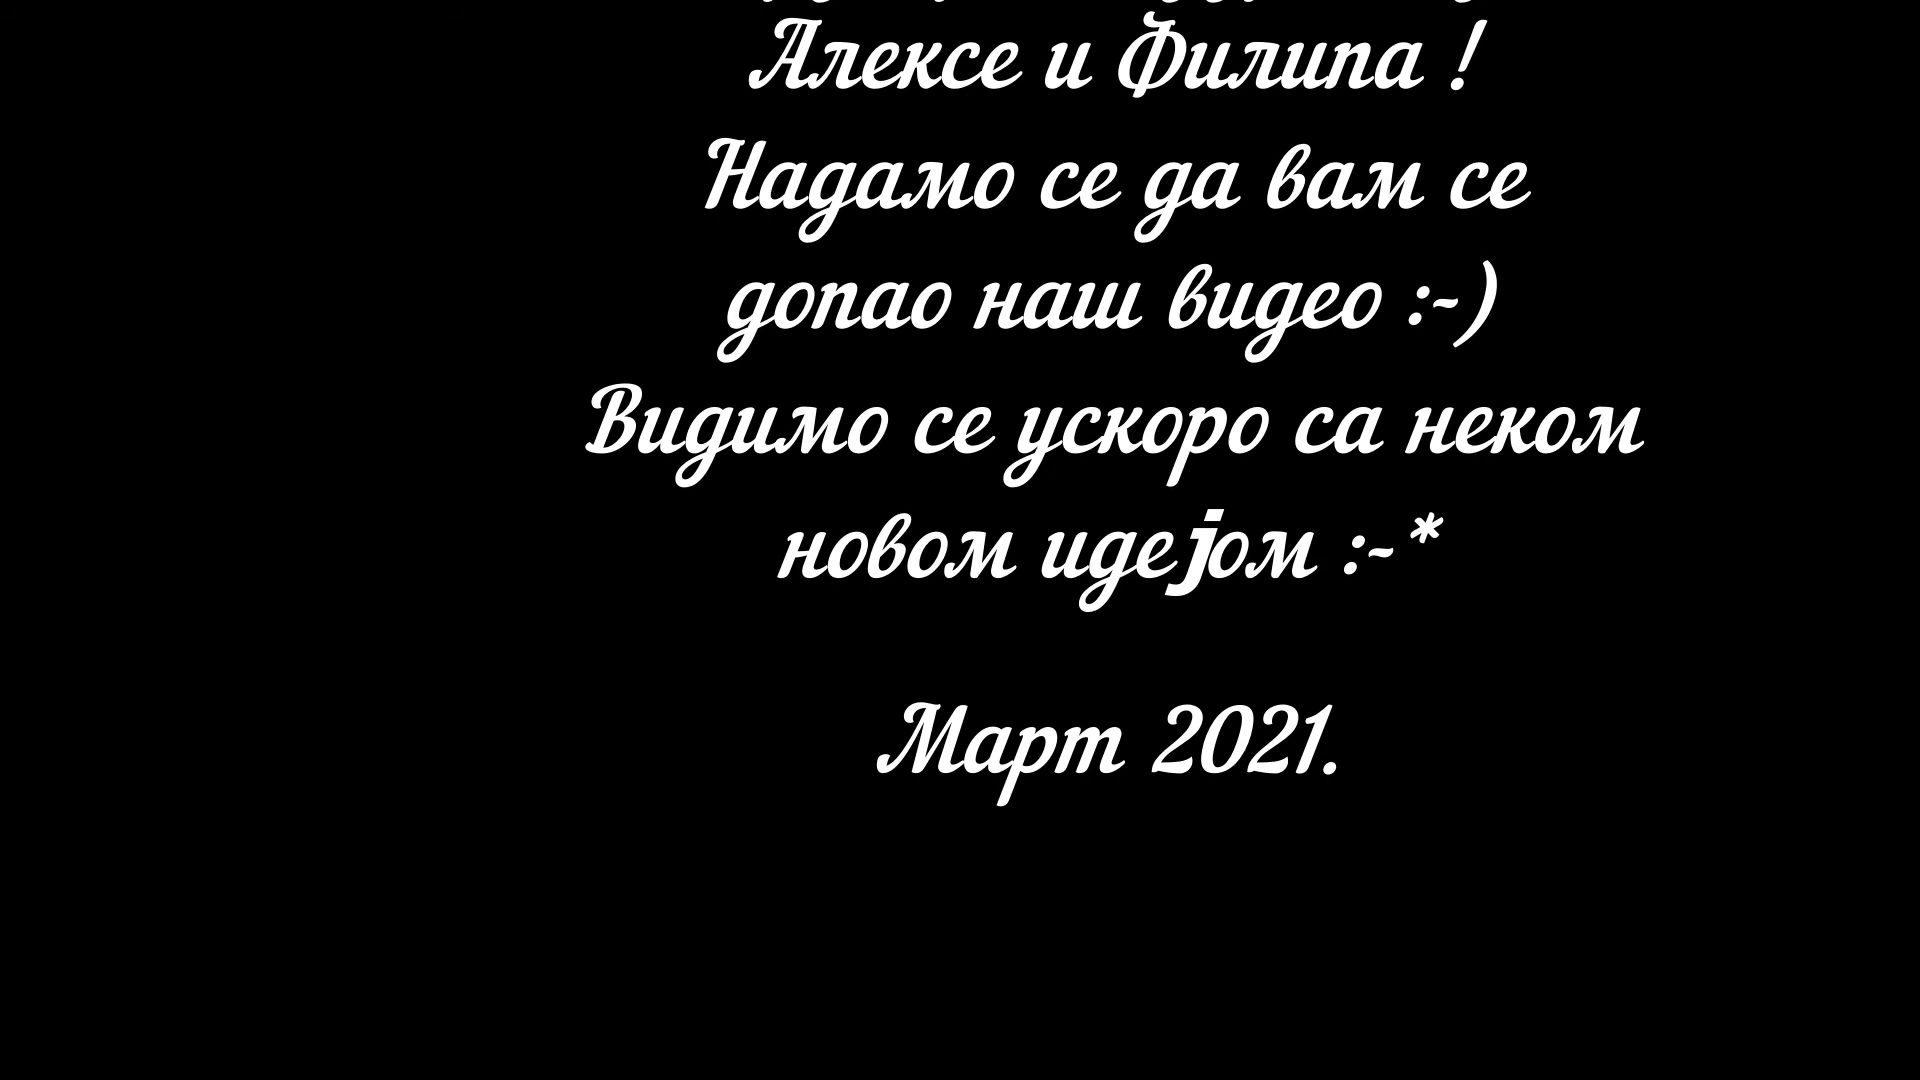 Алексе и Филипа !
Надамо се да вам се
допао наш видео :-)
Видимо се ускоро са неком
новом идејом :-*
Март 2021.